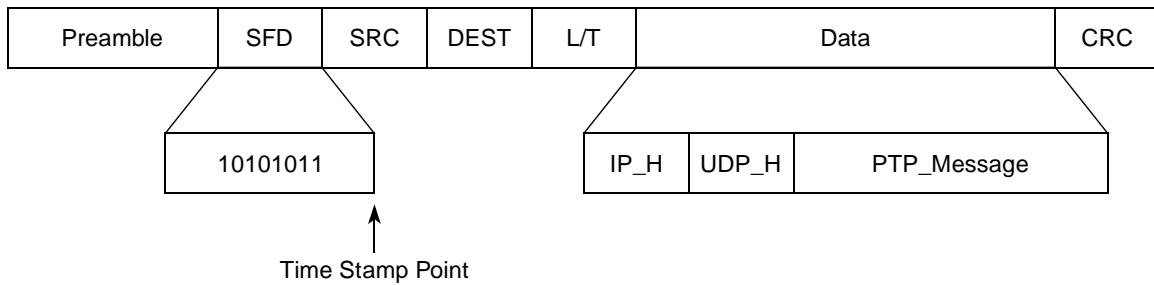 Preamble SFD SRC DEST L/T Data CRC
10101011 IP_H UDP_H PTP_Message
Time Stamp Point